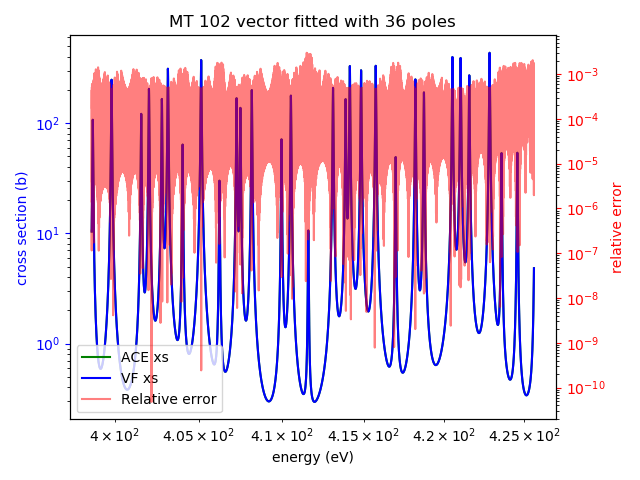 MT 102 vector fitted with 36 poles
cross section (b)
10²
10¹
10⁰
10⁻³
10⁻⁴
10⁻⁵
10⁻⁶
10⁻⁷
10⁻⁸
10⁻⁹
10⁻¹⁰
relative error
ACE xs
VF xs
Relative error
4 × 10² 4.05 × 10² 4.1 × 10² 4.15 × 10² 4.2 × 10² 4.25 × 10²
energy (eV)